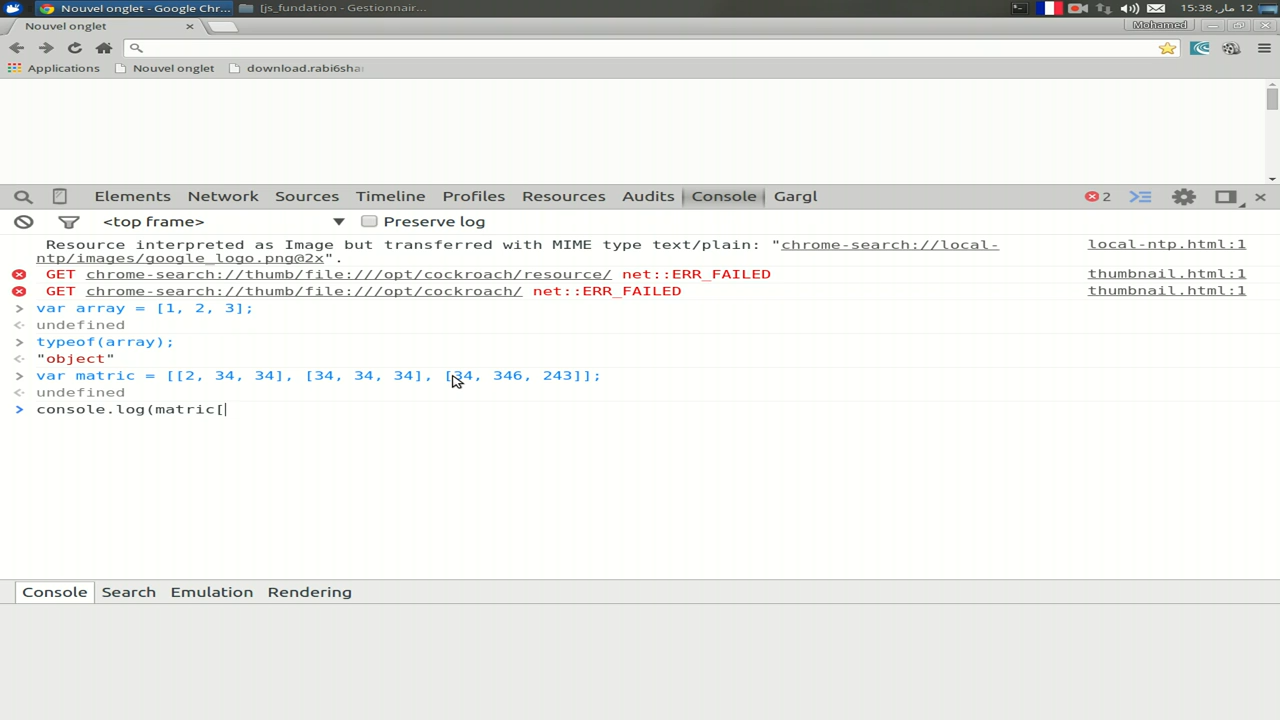 Nouvel onglet - Google Chr... [js_fundation - Gestionnair... 12 مار, 15:38
Nouvel onglet × Mohamed
Applications Nouvel onglet download.rabi6sha
Elements Network Sources Timeline Profiles Resources Audits Console Gargl 2
<top frame> Preserve log
Resource interpreted as Image but transferred with MIME type text/plain: "chrome-search://local- local-ntp.html:1
ntp/images/google_logo.png@2x".
GET chrome-search://thumb/file:///opt/cockroach/resource/ net::ERR_FAILED thumbnail.html:1
GET chrome-search://thumb/file:///opt/cockroach/ net::ERR_FAILED thumbnail.html:1
> var array = [1, 2, 3];
undefined
> typeof(array);
"object"
> var matric = [[2, 34, 34], [34, 34, 34], [34, 346, 243]];
undefined
> console.log(matric[
Console Search Emulation Rendering